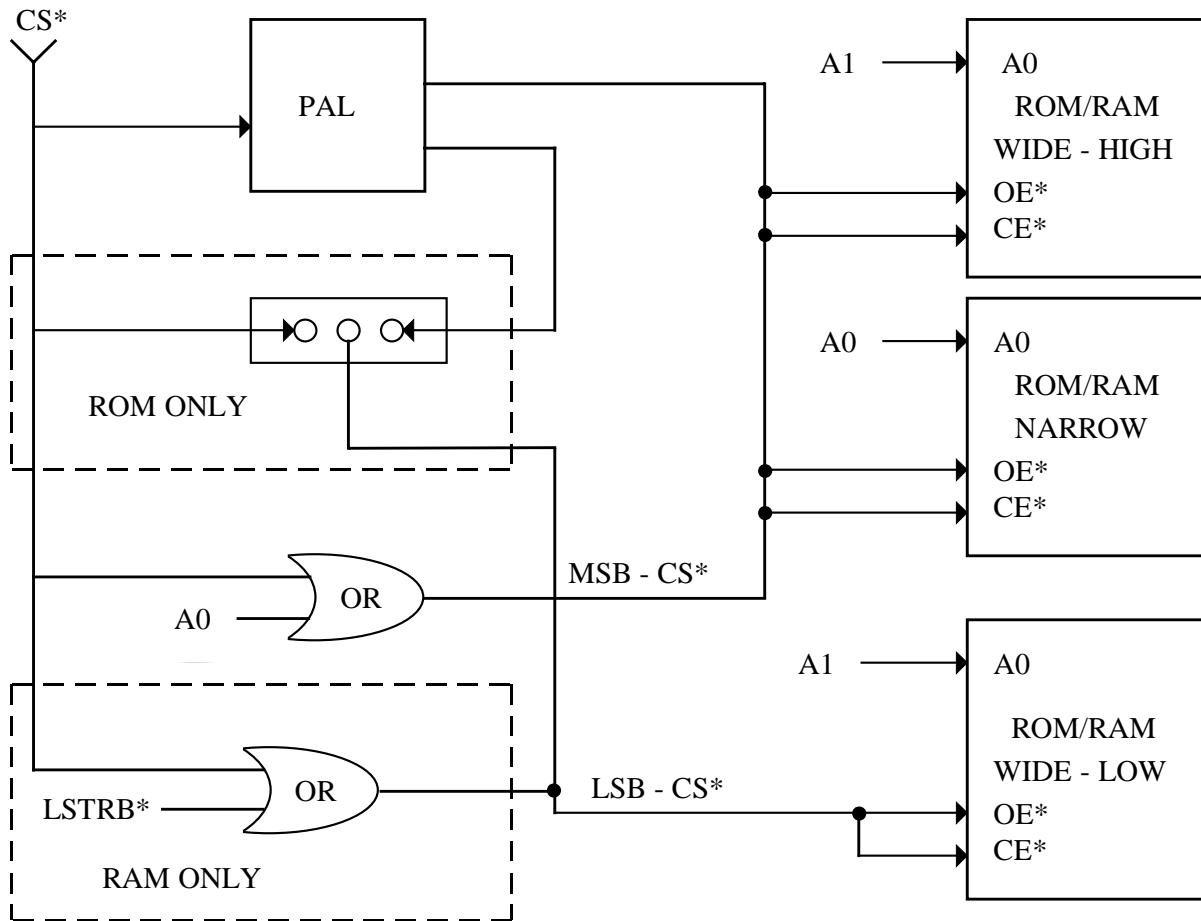 CS*
PAL
A1
A0
ROM/RAM
WIDE - HIGH
OE*
CE*
ROM ONLY
A0
A0
ROM/RAM
NARROW
OE*
CE*
OR
A0
MSB - CS*
A1
A0
ROM/RAM
WIDE - LOW
OE*
CE*
OR
LSTRB*
LSB - CS*
RAM ONLY